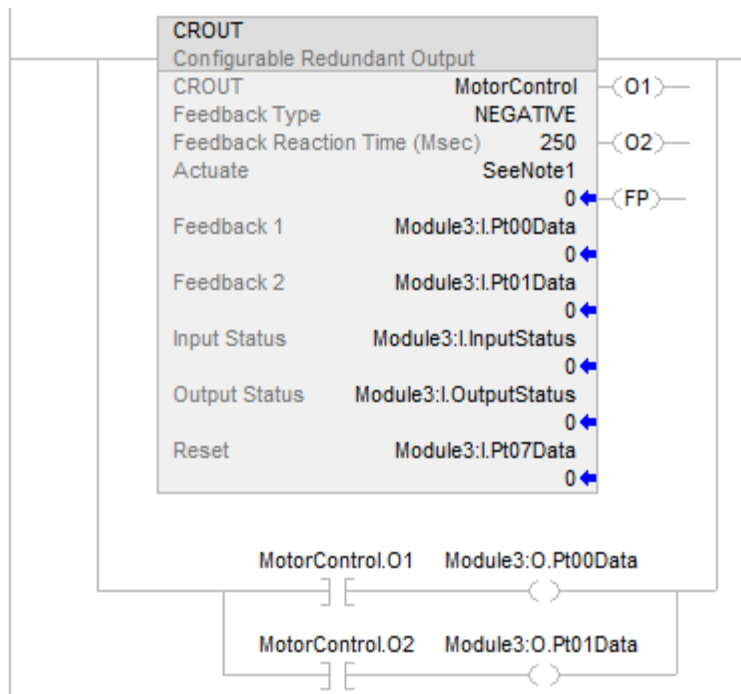 CROUT
Configurable Redundant Output
CROUT MotorControl O1
Feedback Type NEGATIVE
Feedback Reaction Time (Msec) 250 O2
Actuate SeeNote1
0 FP
Feedback 1 Module3:I.Pt00Data
0
Feedback 2 Module3:I.Pt01Data
0
Input Status Module3:I.InputStatus
0
Output Status Module3:I.OutputStatus
0
Reset Module3:I.Pt07Data
0
MotorControl.O1 Module3:O.Pt00Data
MotorControl.O2 Module3:O.Pt01Data